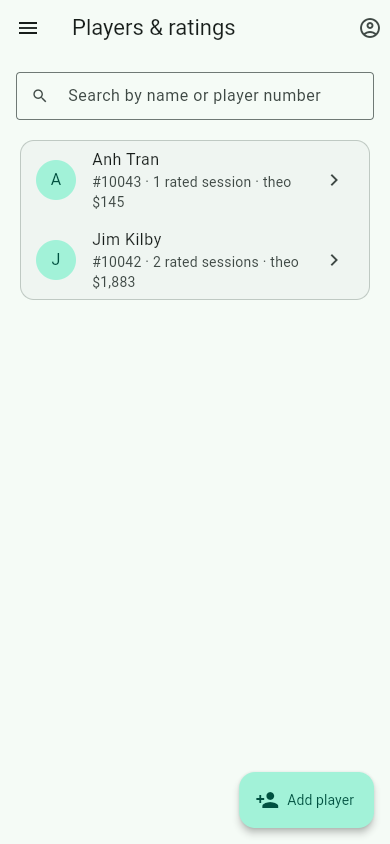 Players & ratings
Search by name or player number
A
Anh Tran
#10043 · 1 rated session · theo
$145
J
Jim Kilby
#10042 · 2 rated sessions · theo
$1,883
Add player